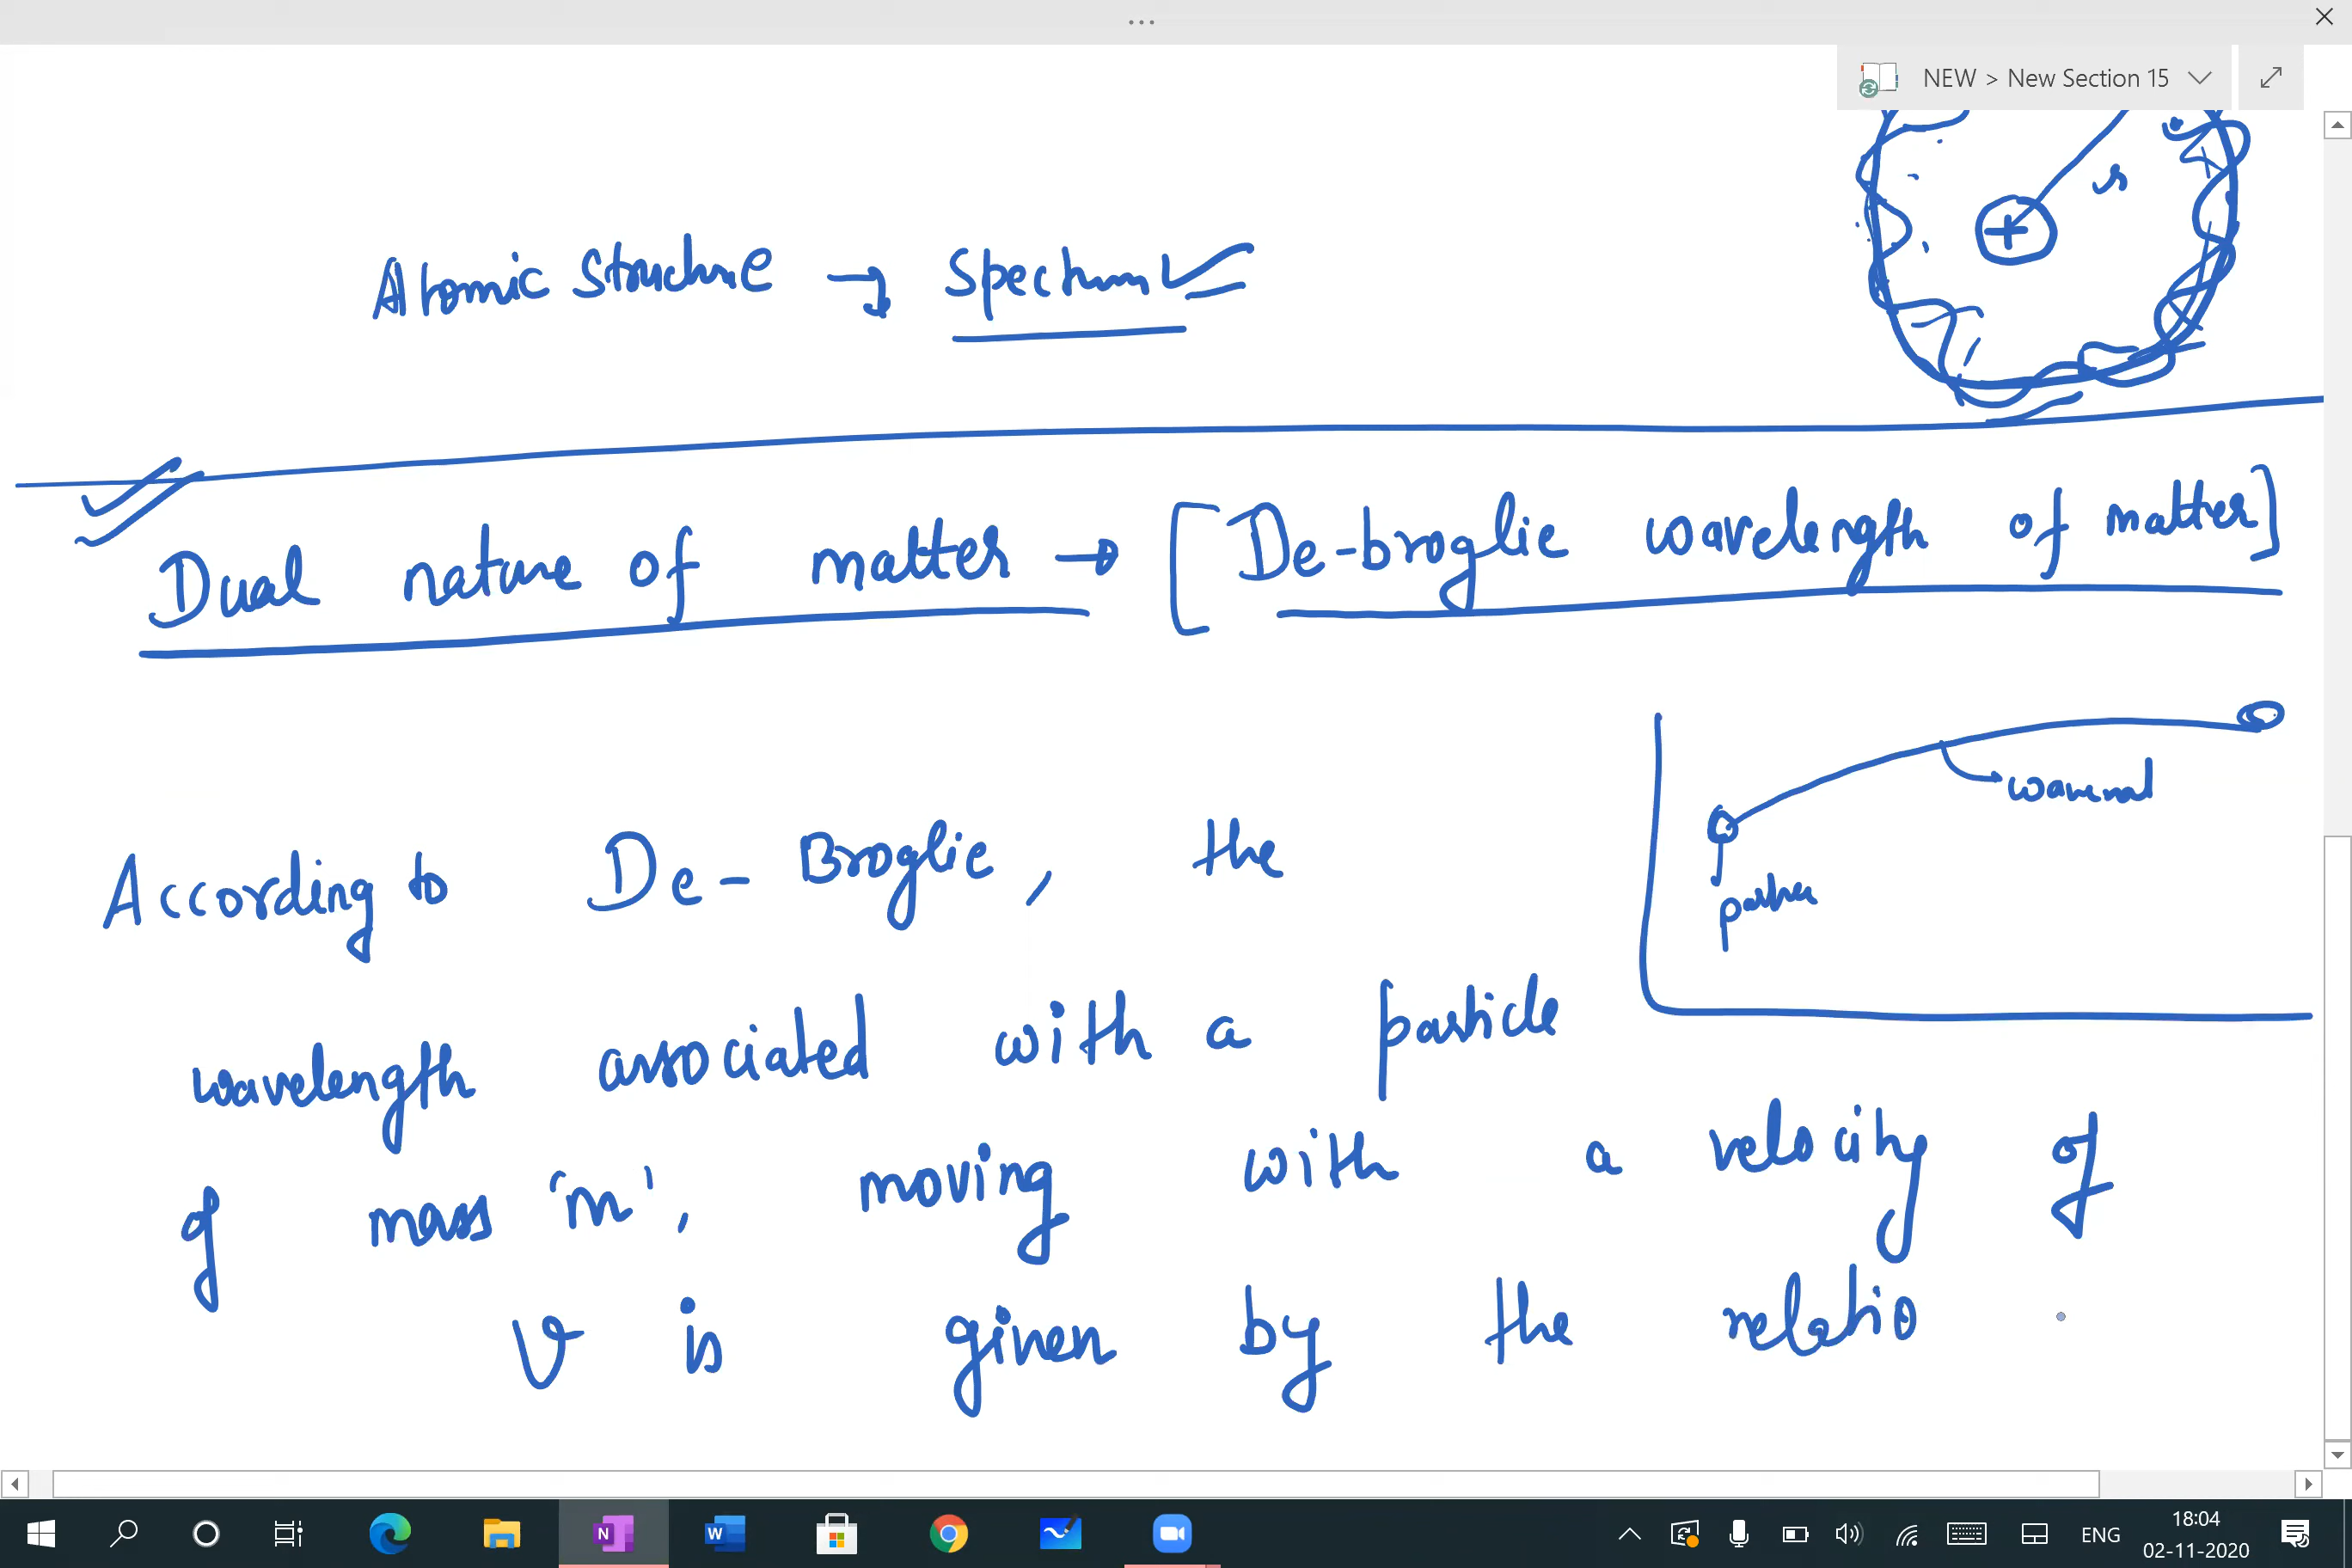 ...
NEW > New Section 15
r
Atomic Structure → Spectrum
Dual nature of matter → [De-broglie wavelength of matter]
According to De-Broglie, the
wavelength associated with a particle
of mass 'm', moving with a velocity of
v is given by the relatio
+
N
W
ENG
18:04
02-11-2020